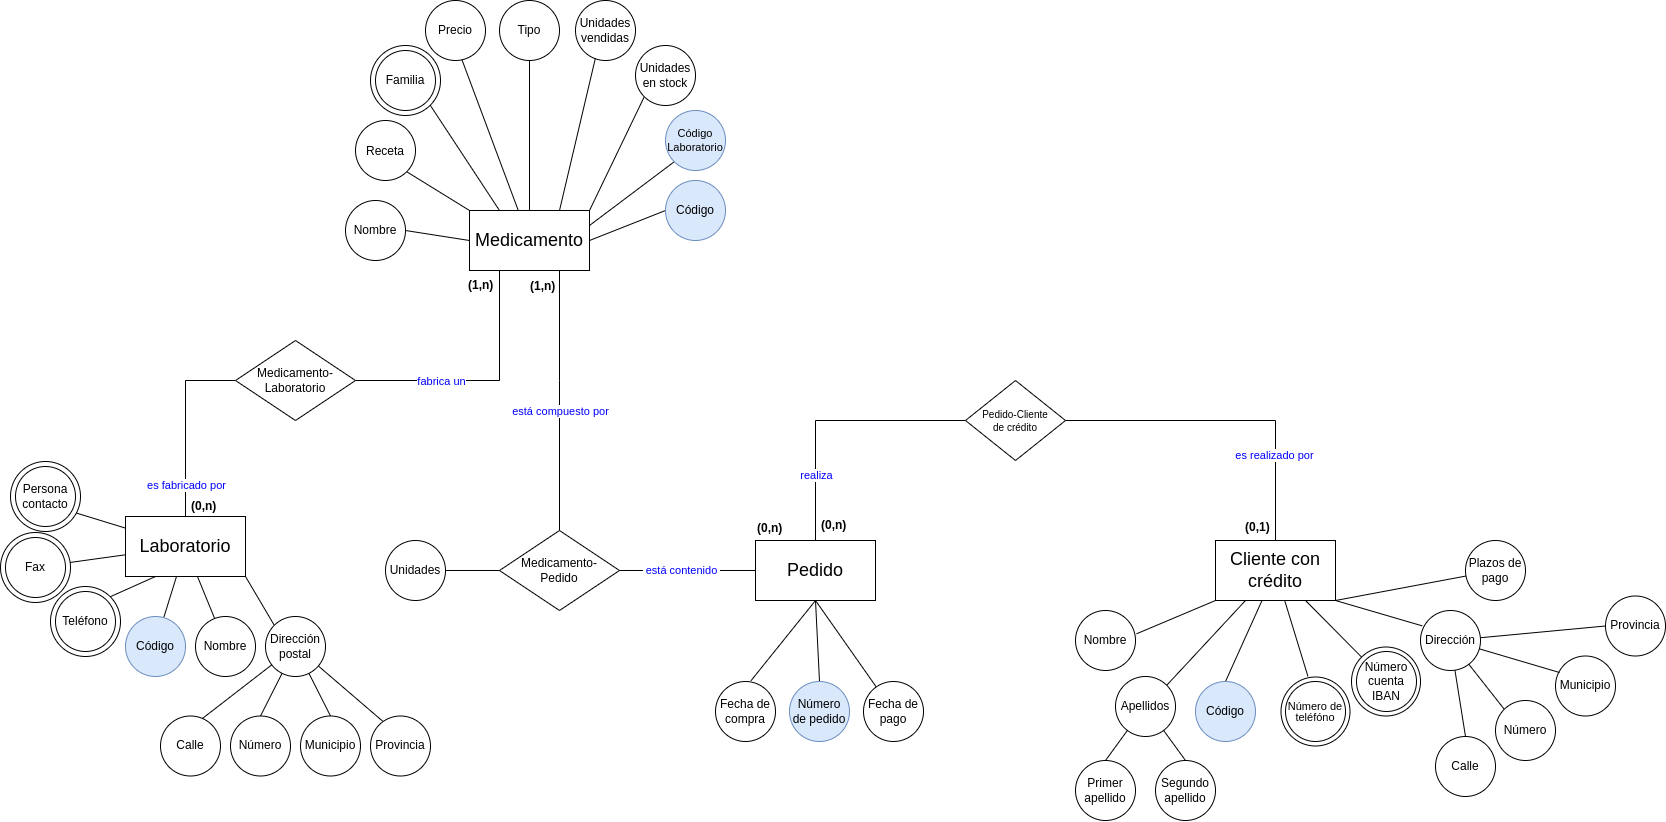 Precio
Tipo
Unidades
vendidas
Familia
Unidades
en stock
Receta
Código
Laboratorio
Nombre
Código
Medicamento
(1,n)
(1,n)
Medicamento-
Laboratorio
fabrica un
está compuesto por
Pedido-Cliente
de crédito
es fabricado por
(0,n)
realiza
es realizado por
(0,n)
(0,n)
(0,1)
Persona
contacto
Laboratorio
Fax
Teléfono
Código
Nombre
Dirección
postal
Calle
Número
Municipio
Provincia
Unidades
Medicamento-
Pedido
está contenido
Pedido
Fecha de
compra
Número
de pedido
Fecha de
pago
Cliente con
crédito
Plazos de
pago
Nombre
Apellidos
Código
Número de
teléfóno
Número
cuenta
IBAN
Dirección
Provincia
Municipio
Número
Calle
Primer
apellido
Segundo
apellido